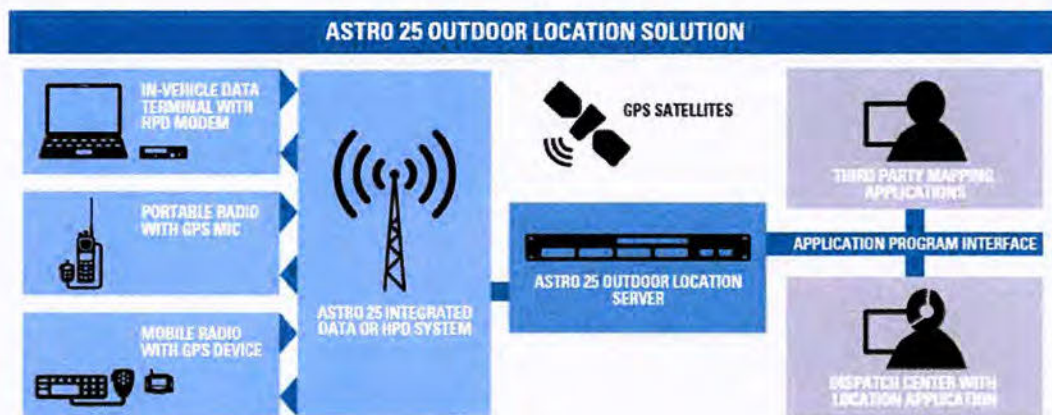 ASTRO 25 OUTDOOR LOCATION SOLUTION
IN-VEHICLE DATA
TERMINAL WITH
HPD MODEM
PORTABLE RADIO
WITH GPS MIC
MOBILE RADIO
WITH GPS DEVICE
ASTRO 25 INTEGRATED
DATA OR HPD SYSTEM
GPS SATELLITES
ASTRO 25 OUTDOOR LOCATION
SERVER
THIRD PARTY MAPPING
APPLICATIONS
APPLICATION PROGRAM INTERFACE
DISPATCH CENTER WITH
LOCATION APPLICATION